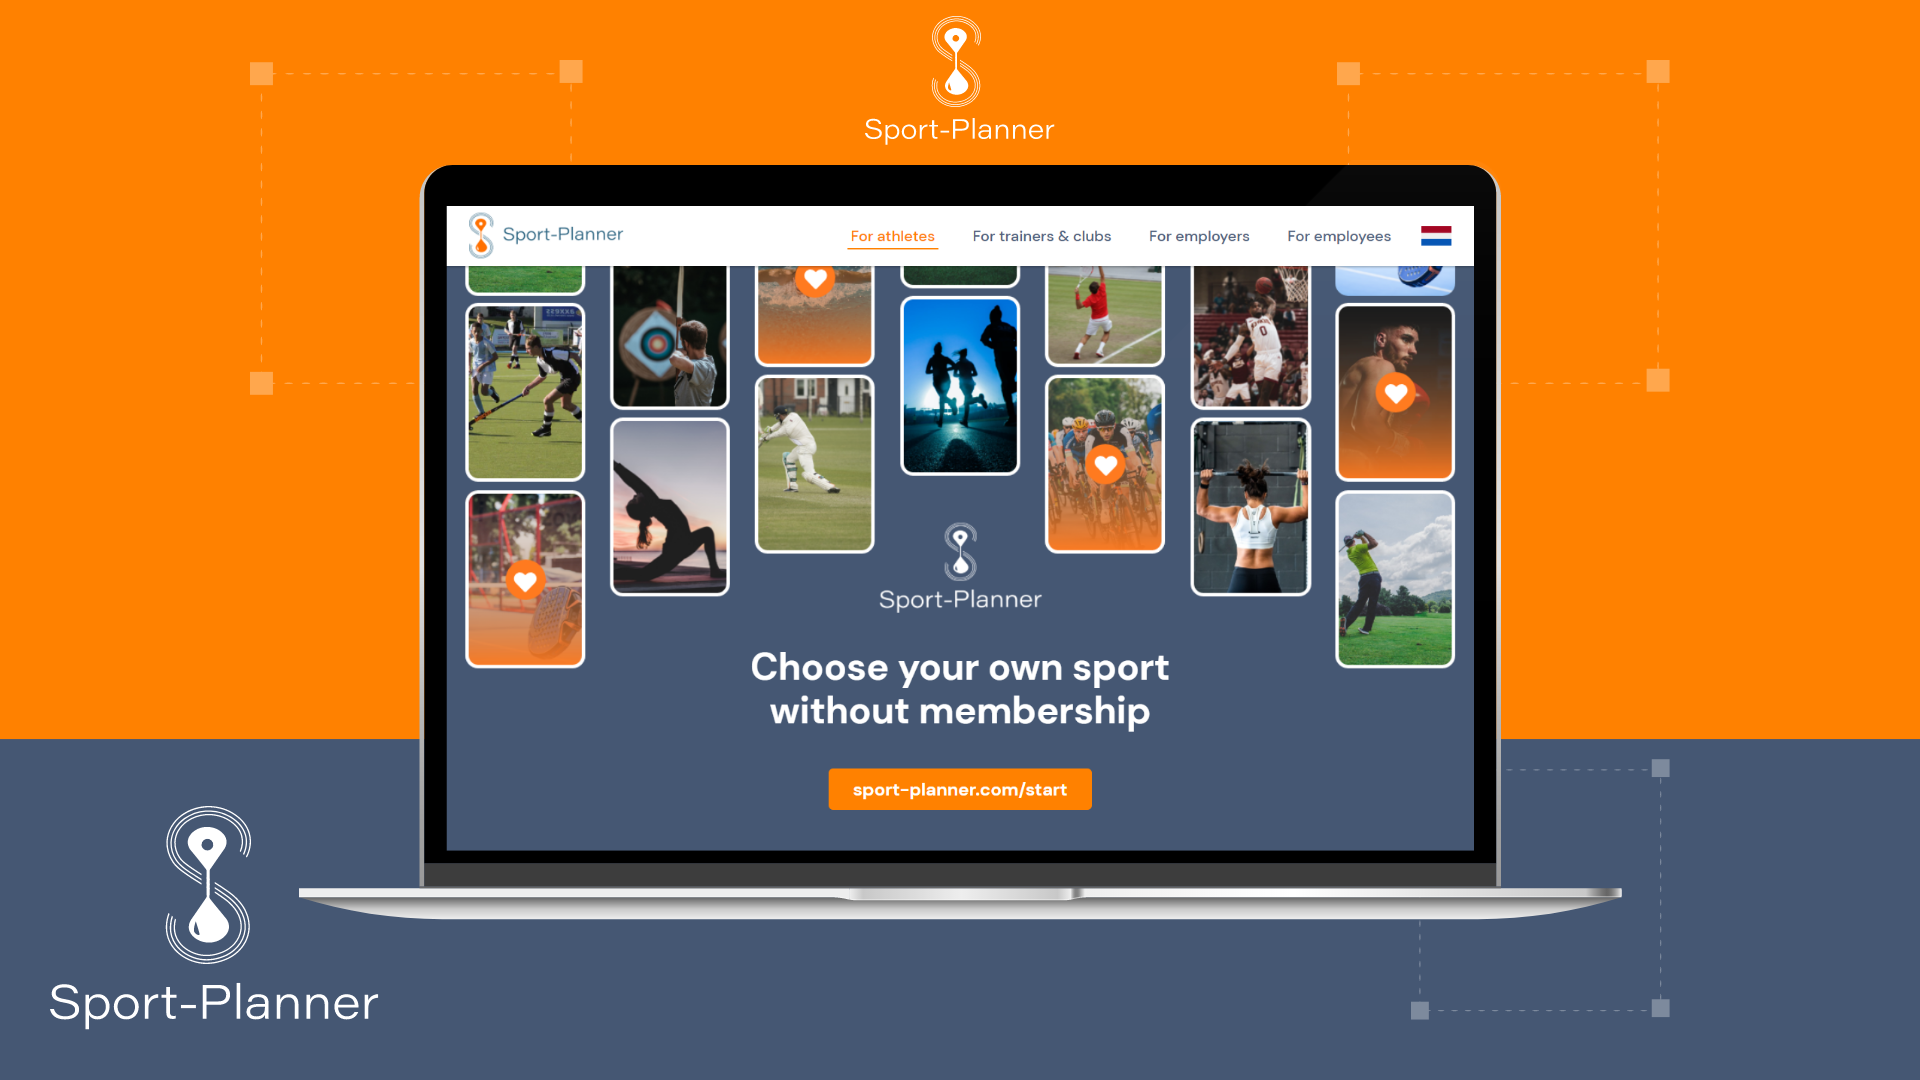 Sport-Planner
Sport-Planner
For athletes
For trainers & clubs
For employers
For employees
0
Sport-Planner
Choose your own sport
without membership
sport-planner.com/start
Sport-Planner